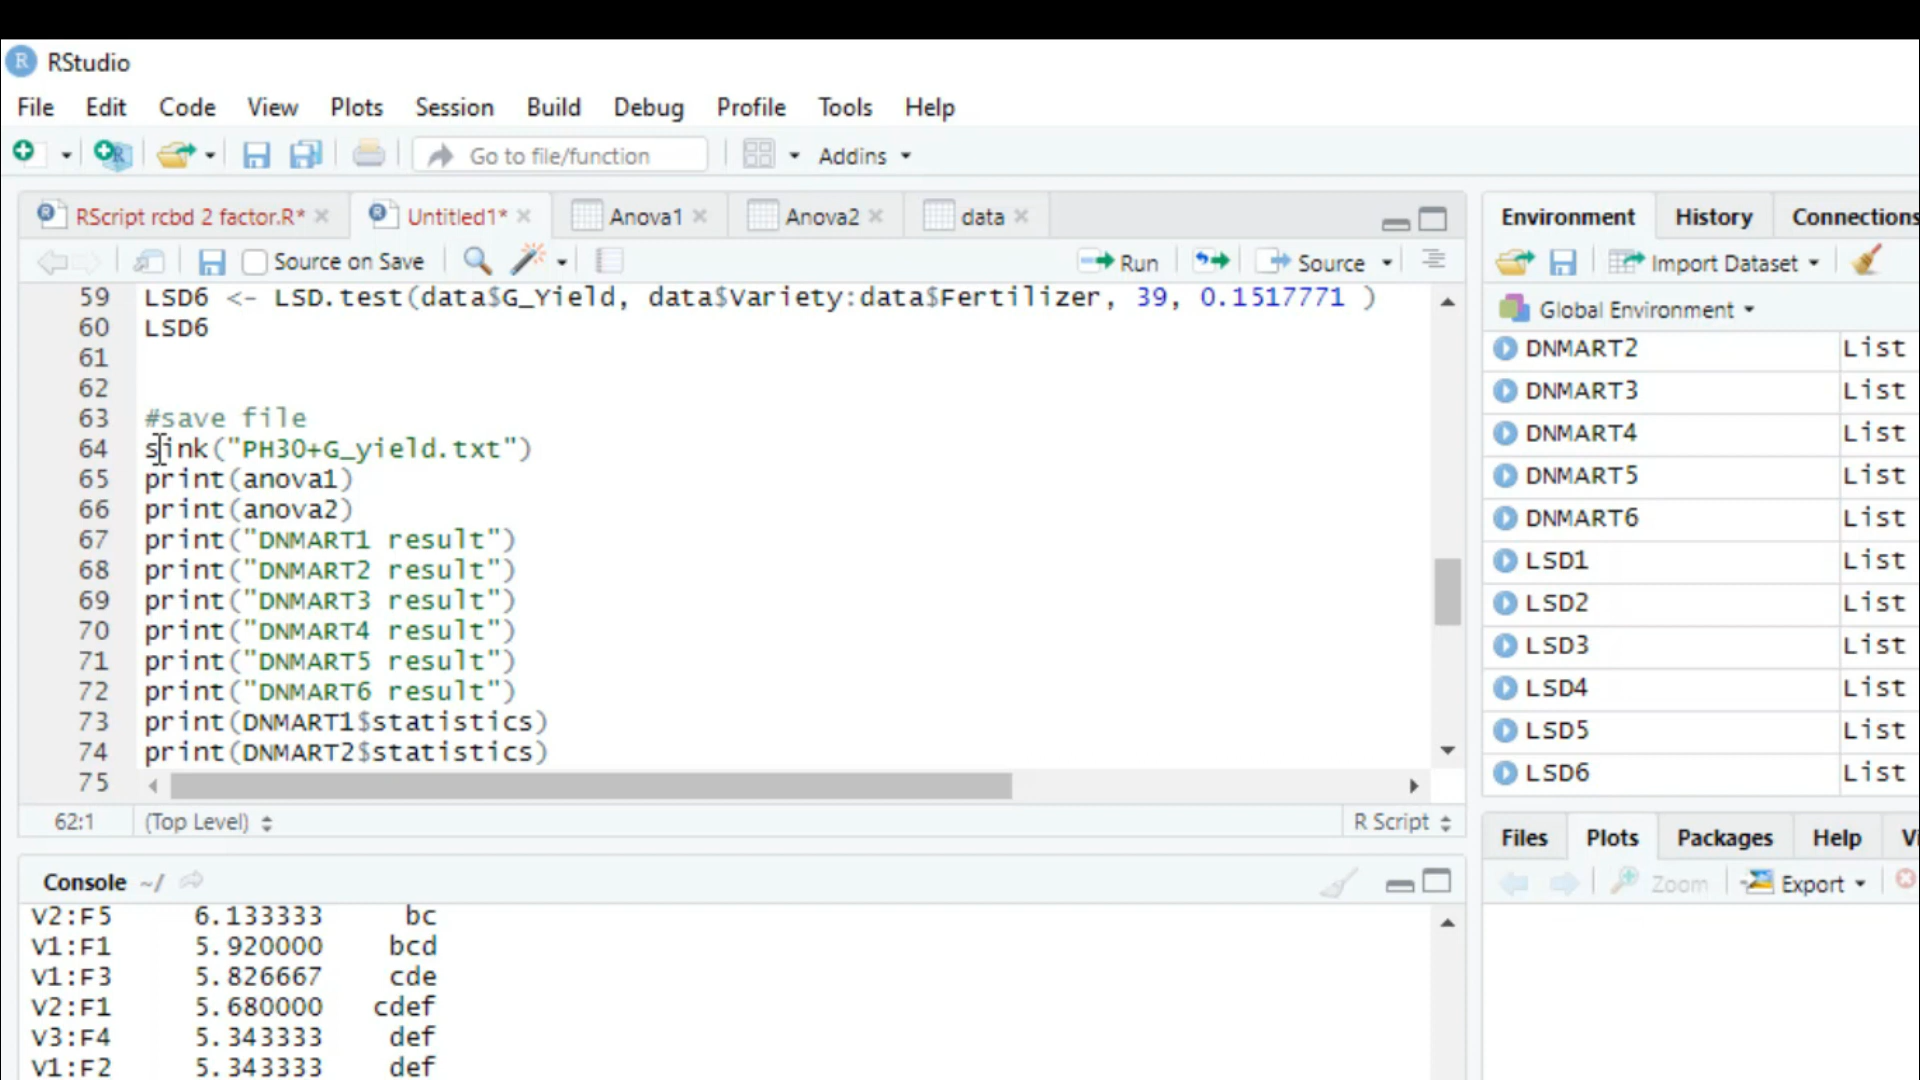 RStudio
File Edit Code View Plots Session Build Debug Profile Tools Help
Go to file/function Addins
RScript rcbd 2 factor.R* Untitled1* Anova1 Anova2 data
Source on Save Run Source
59 LSD6 <- LSD.test(data$G_Yield, data$Variety:data$Fertilizer, 39, 0.1517771 )
60 LSD6
61
62
63 #save file
64 sink("PH30+G_yield.txt")
65 print(anova1)
66 print(anova2)
67 print("DNMART1 result")
68 print("DNMART2 result")
69 print("DNMART3 result")
70 print("DNMART4 result")
71 print("DNMART5 result")
72 print("DNMART6 result")
73 print(DNMART1$statistics)
74 print(DNMART2$statistics)
75
62:1 (Top Level) R Script
Console ~/
V2:F5 6.133333 bc
V1:F1 5.920000 bcd
V1:F3 5.826667 cde
V2:F1 5.680000 cdef
V3:F4 5.343333 def
V1:F2 5.343333 def
Environment History Connections
Import Dataset
Global Environment
DNMART2 List
DNMART3 List
DNMART4 List
DNMART5 List
DNMART6 List
LSD1 List
LSD2 List
LSD3 List
LSD4 List
LSD5 List
LSD6 List
Files Plots Packages Help Vi
Zoom Export